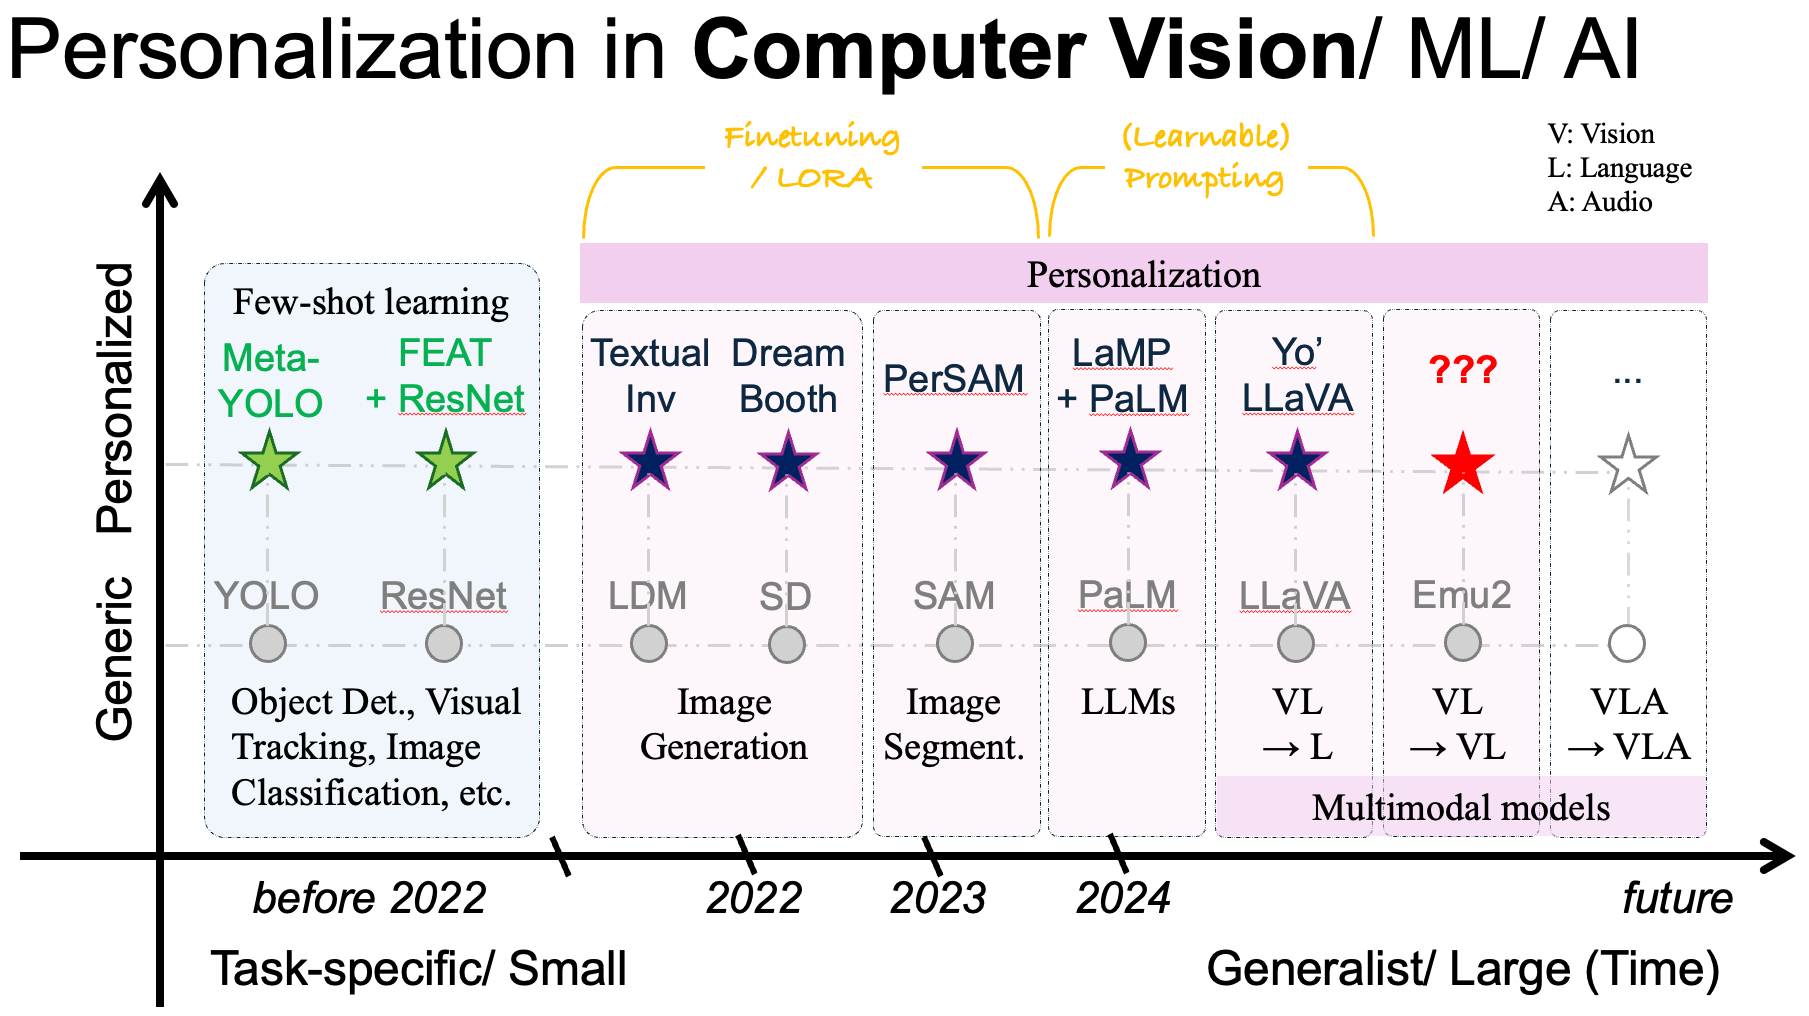 Personalization in Computer Vision/ ML/ AI
Finetuning
/ LORA
(Learnable)
Prompting
V: Vision
L: Language
A: Audio
Personalized
Generic
Few-shot learning
Meta-
YOLO
FEAT
+ ResNet
Personalization
Textual
Inv
Dream
Booth
PerSAM
LaMP
+ PaLM
Yo’
LLaVA
???
...
YOLO
ResNet
LDM
SD
SAM
PaLM
LLaVA
Emu2
Object Det., Visual
Tracking, Image
Classification, etc.
Image
Generation
Image
Segment.
LLMs
VL
→ L
VL
→ VL
VLA
→ VLA
Multimodal models
before 2022
2022
2023
2024
future
Task-specific/ Small
Generalist/ Large (Time)